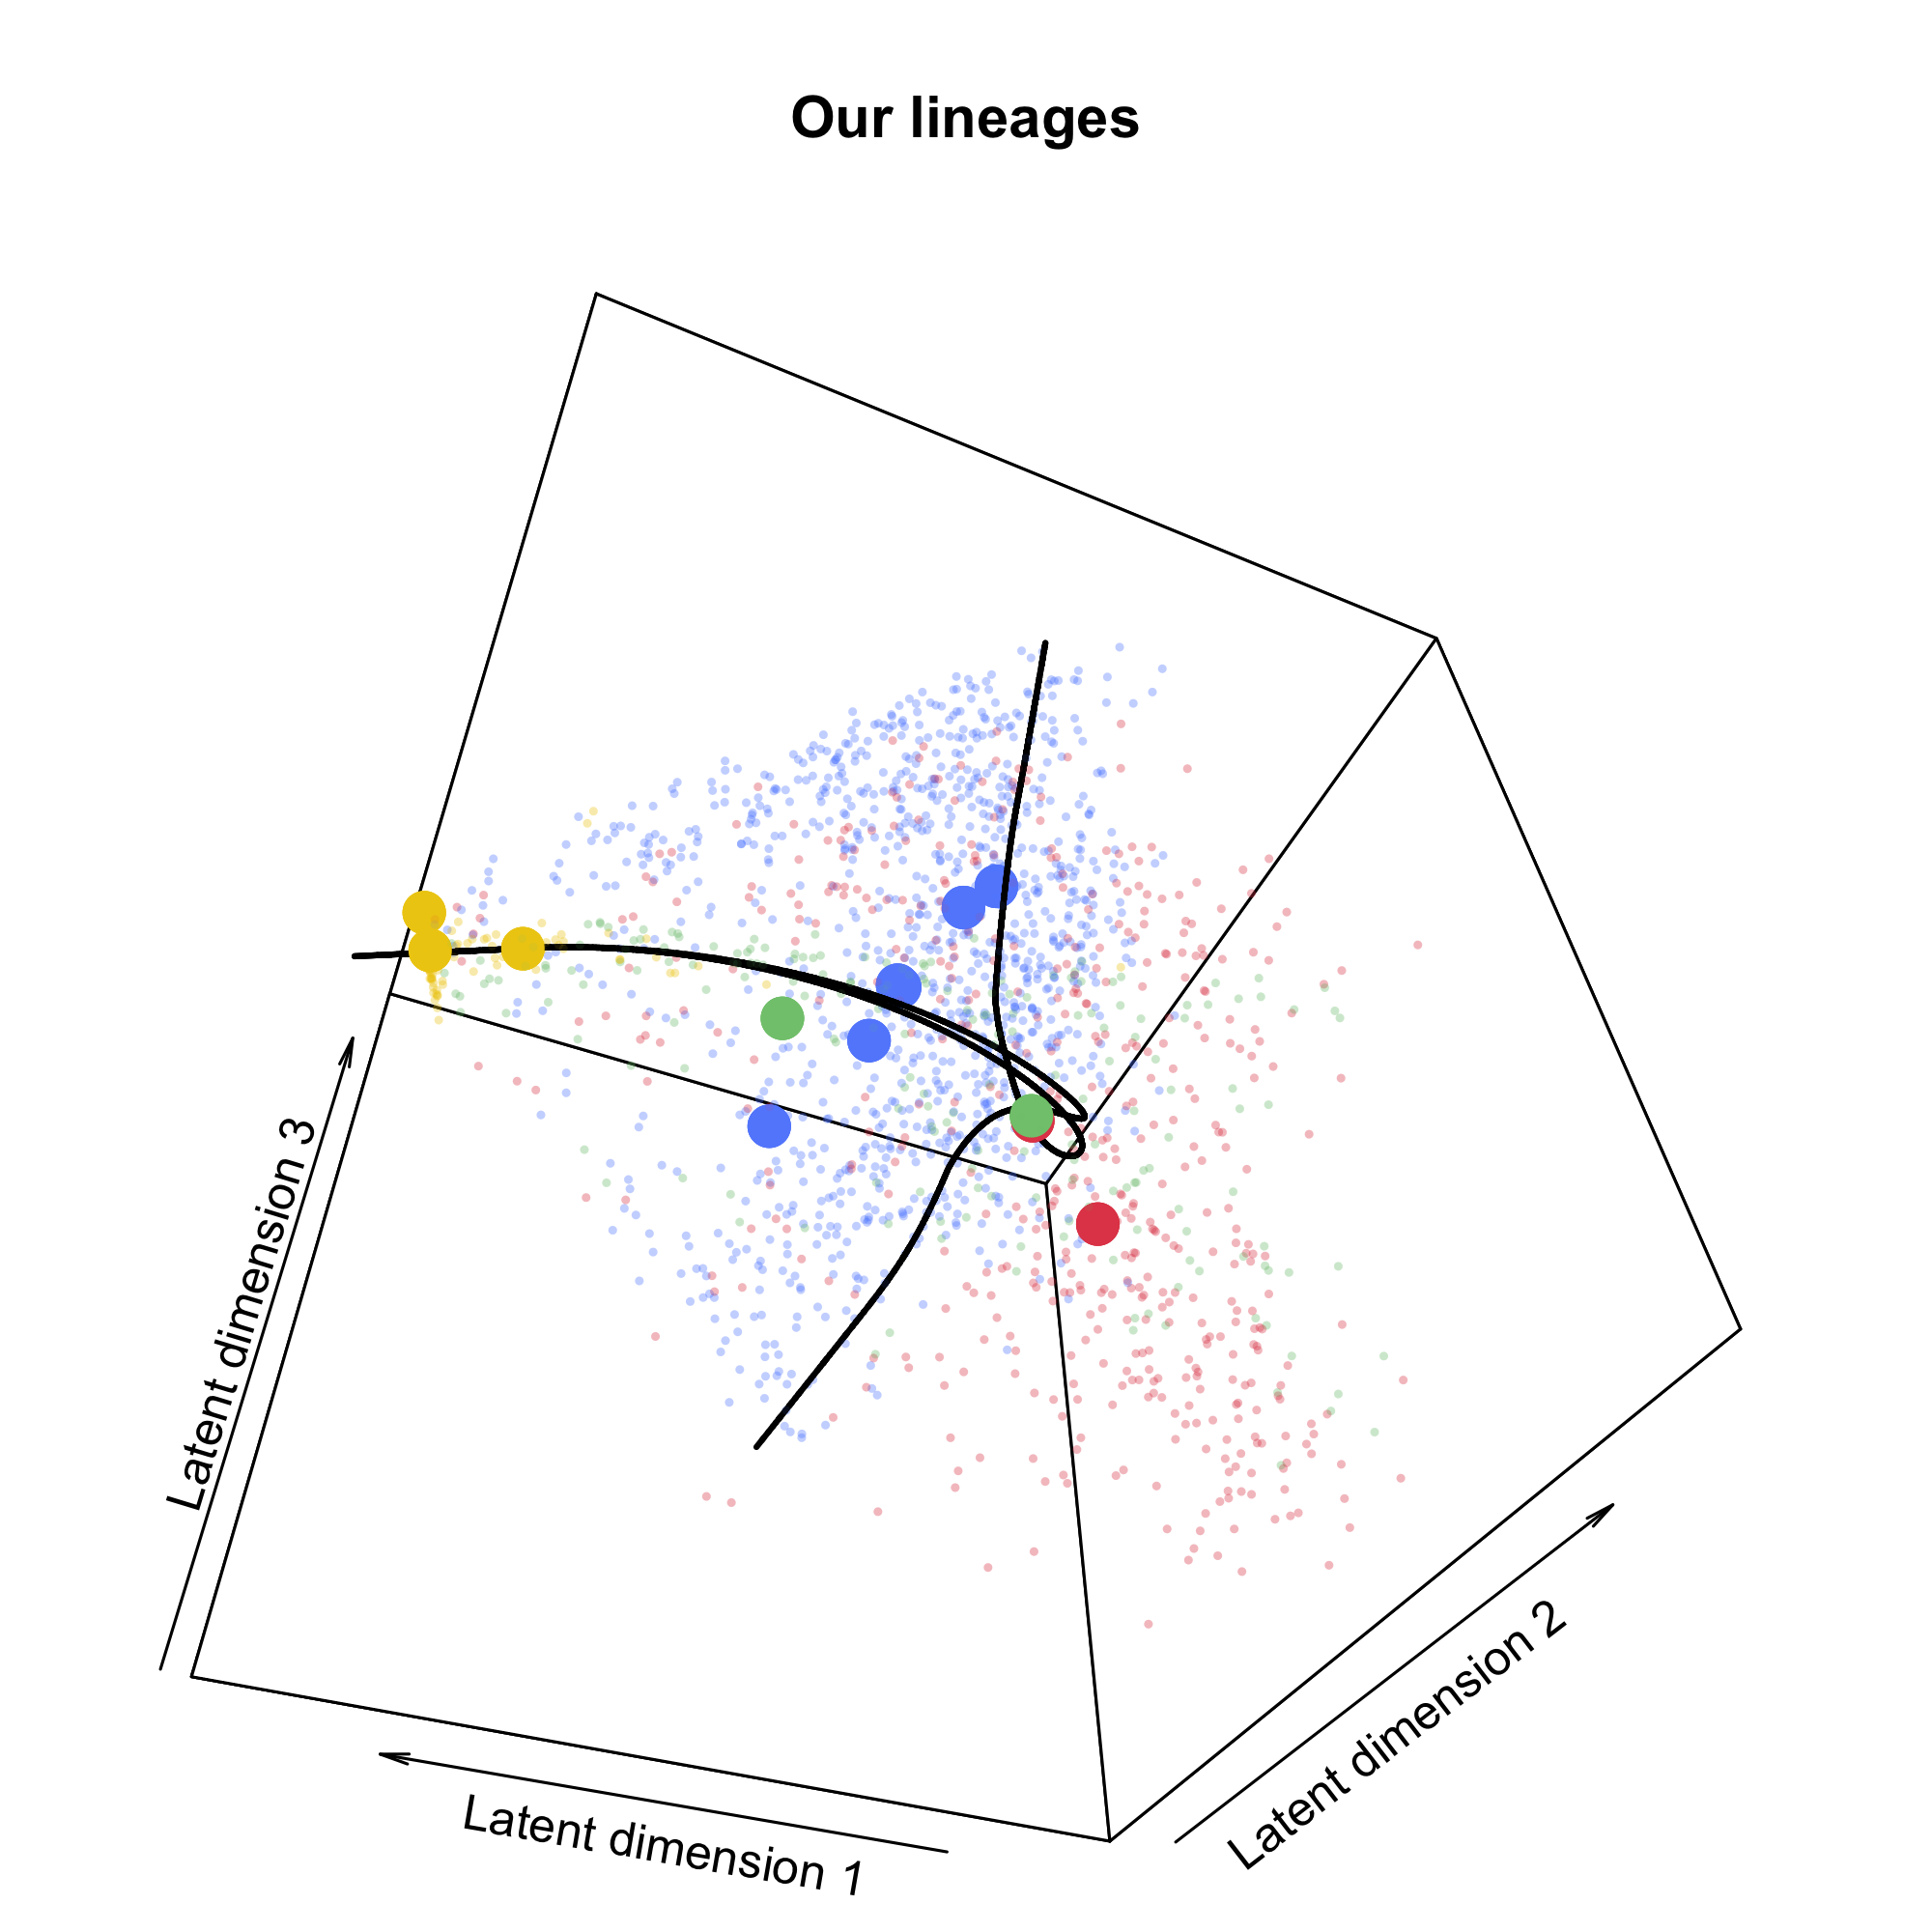 Our lineages
Latent dimension 3
Latent dimension 1
Latent dimension 2